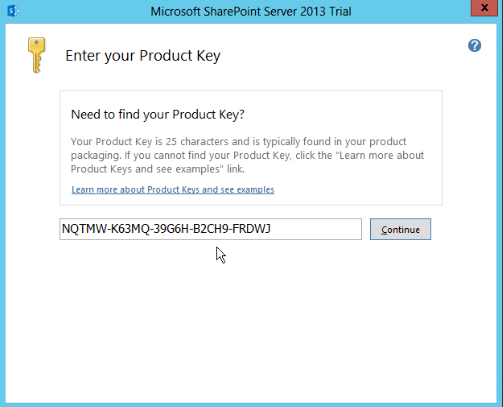 Microsoft SharePoint Server 2013 Trial
Enter your Product Key
Need to find your Product Key?
Your Product Key is 25 characters and is typically found in your product
packaging. If you cannot find your Product Key, click the "Learn more about
Product Keys and see examples" link.
Learn more about Product Keys and see examples
NQTMW-K63MQ-39G6H-B2CH9-FRDWJ
Continue